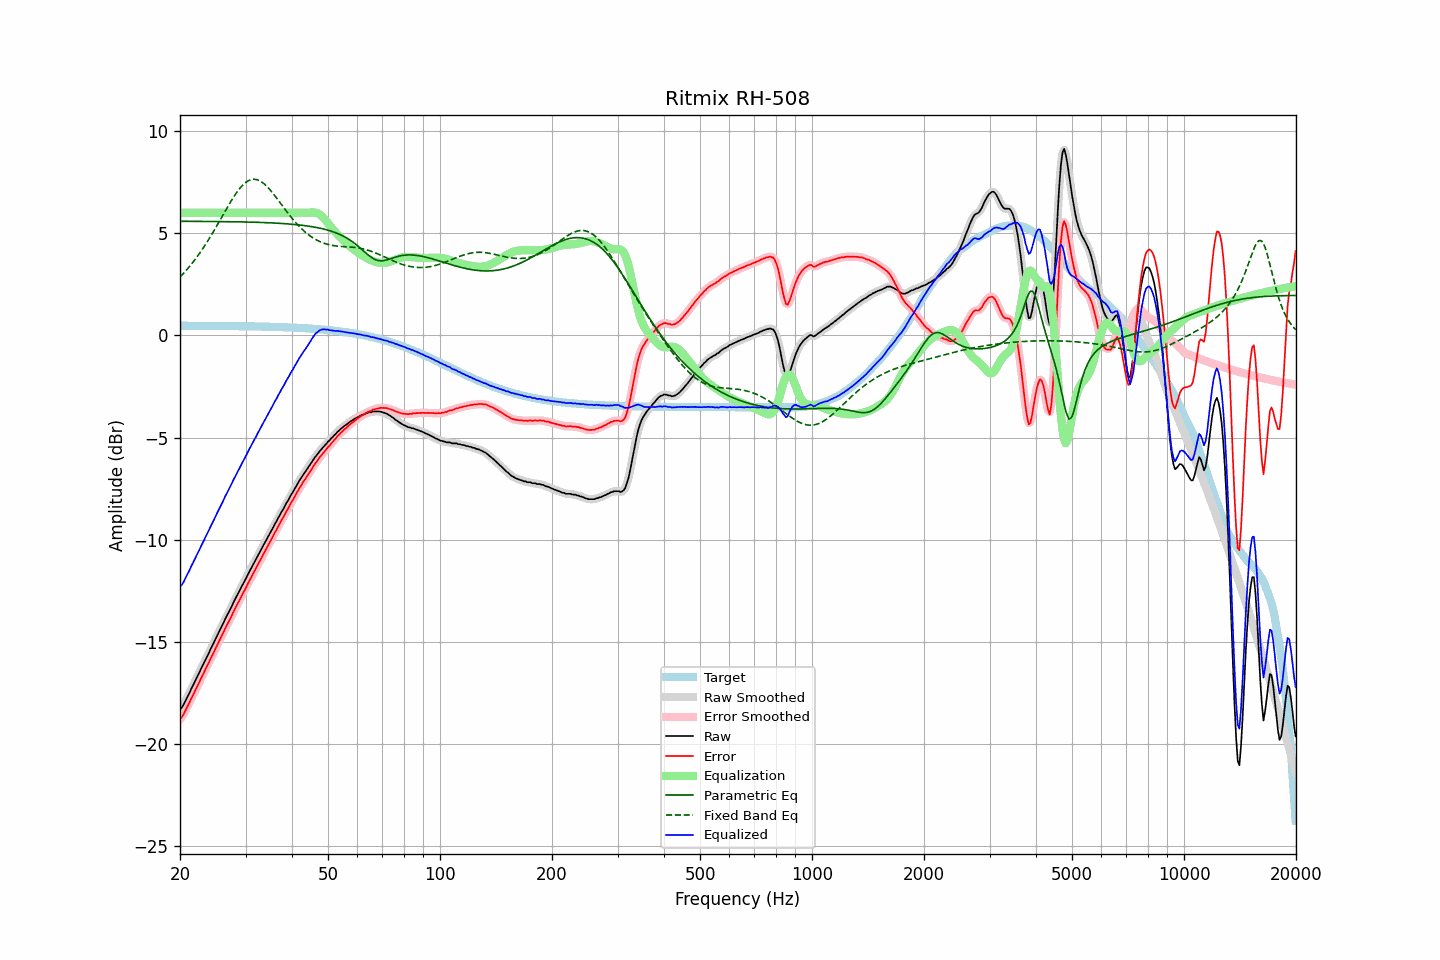 Ritmix RH-508
Amplitude (dBr)
10
5
0
−5
−10
−15
−20
−25
Target
Raw Smoothed
Error Smoothed
Raw
Error
Equalization
Parametric Eq
Fixed Band Eq
Equalized
20 50 100 200 500 1000 2000 5000 10000 20000
Frequency (Hz)